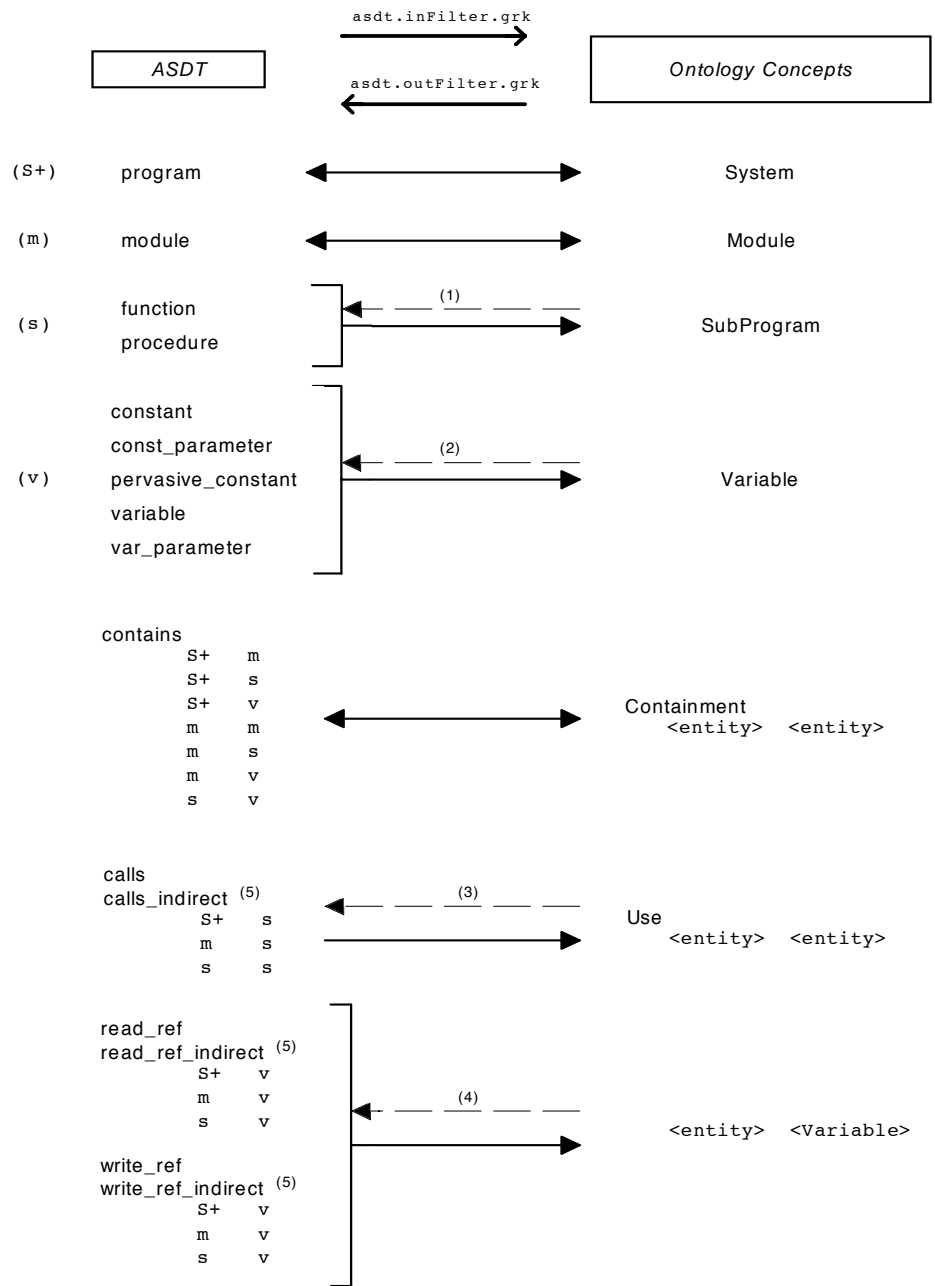 asdt.inFilter.grk
ASDT
Ontology Concepts
asdt.outFilter.grk
(S+) program System
(m) module Module
function (1)
(s) SubProgram
procedure
constant
const_parameter (2)
(v) pervasive_constant Variable
variable
var_parameter
contains
S+ m
S+ s
S+ v
m m
m s
m v
s v
Containment
<entity> <entity>
calls
calls_indirect (5)
S+ s
m s
s s
(3)
Use
<entity> <entity>
read_ref
read_ref_indirect (5)
S+ v
m v
s v
(4)
<entity> <Variable>
write_ref
write_ref_indirect (5)
S+ v
m v
s v